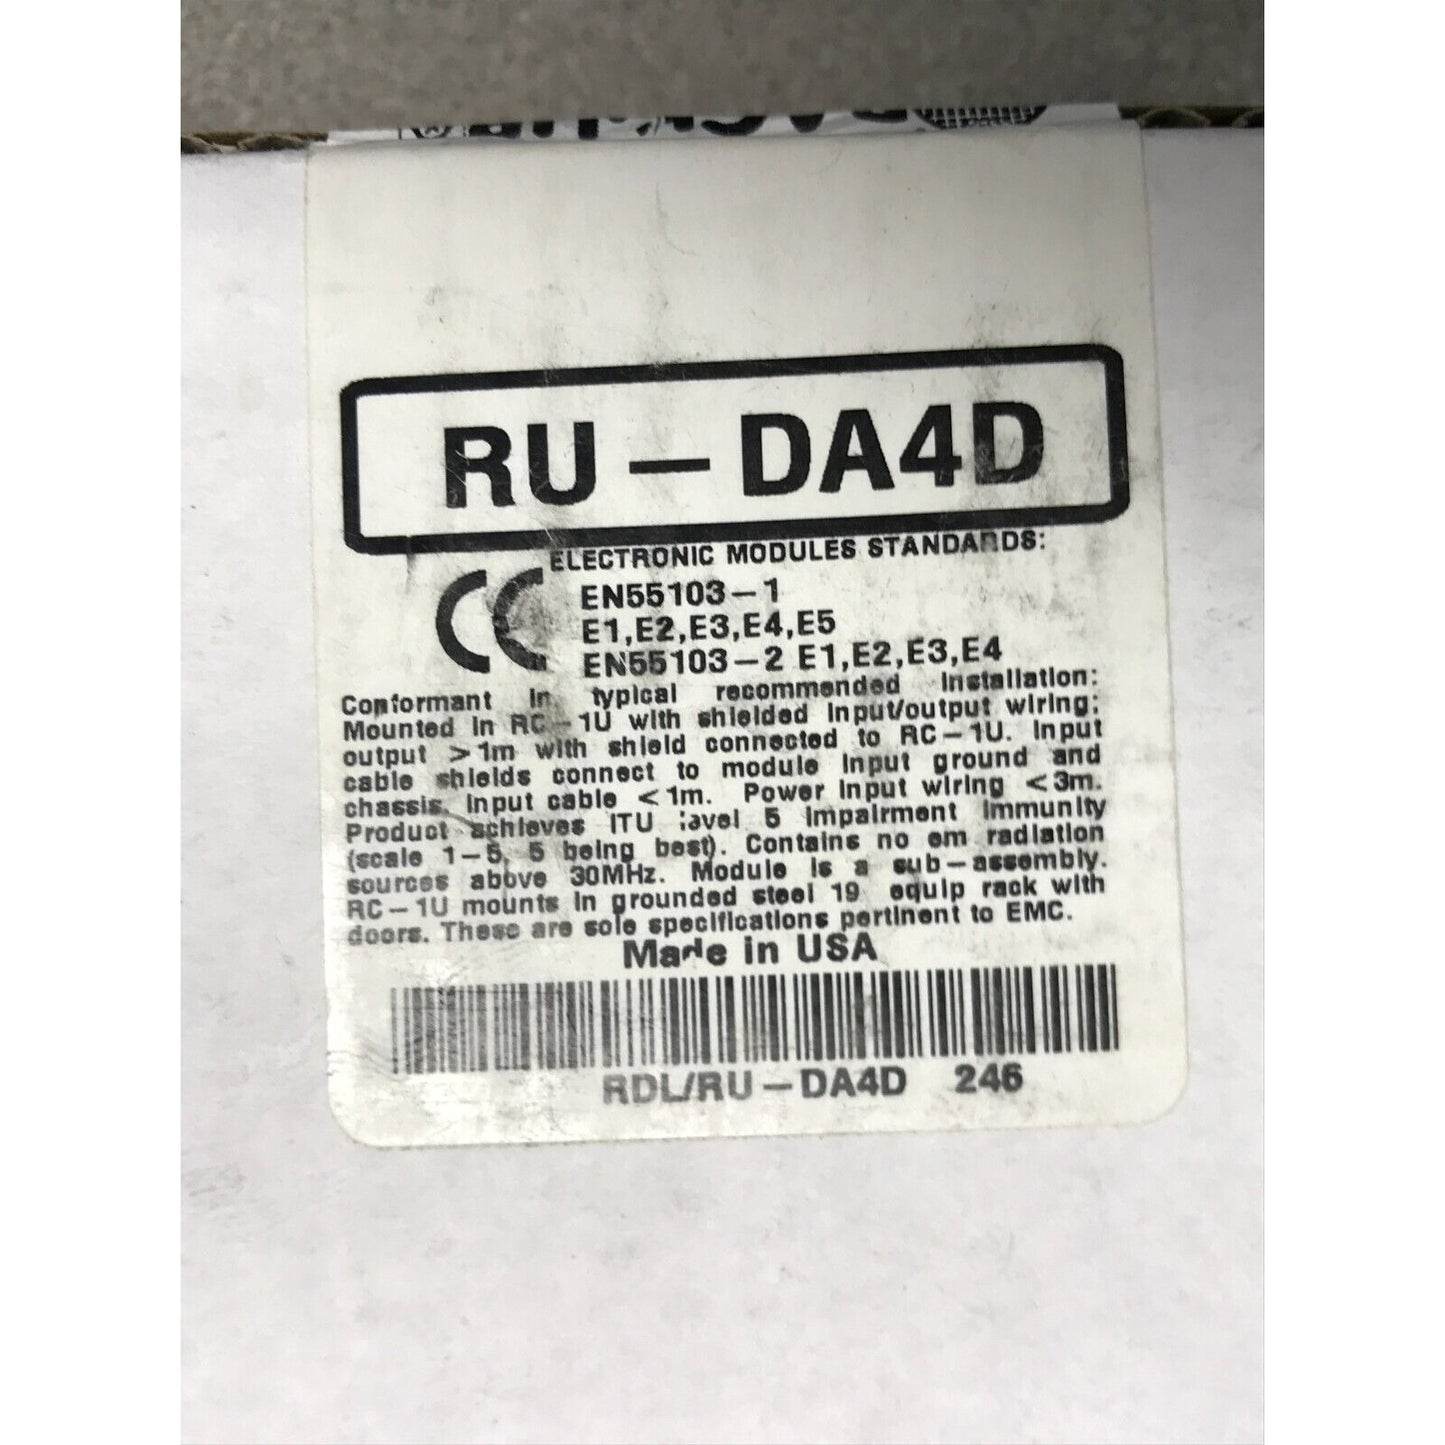 RU-DA4D
ELECTRONIC MODULES STANDARDS:
CE
EN55103-1
E1,E2,E3,E4,E5
EN55103-2 E1,E2,E3,E4
Conformant in typical recommended installation:
Mounted in RC-1U with shielded input/output wiring;
output >1m with shield connected to RC-1U. Input
cable shields connect to module input ground and
chassis. Input cable <1m. Power input wiring <3m.
Product achieves ITU level 5 impairment immunity
(scale 1-5, 5 being best). Contains no em radiation
sources above 30MHz. Module is a sub-assembly.
RC-1U mounts in grounded steel 19 equip rack with
doors. These are sole specifications pertinent to EMC.
Made in USA
RDL/RU-DA4D 246